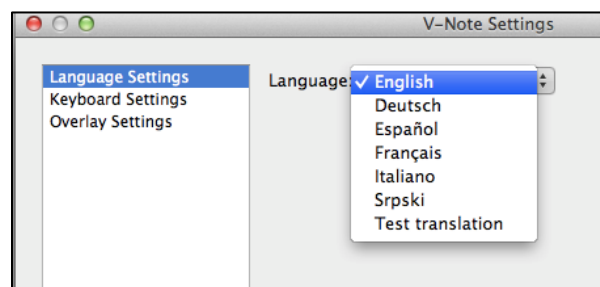 V-Note Settings
Language Settings
Keyboard Settings
Overlay Settings
Language: ✓ English
Deutsch
Español
Français
Italiano
Srpski
Test translation